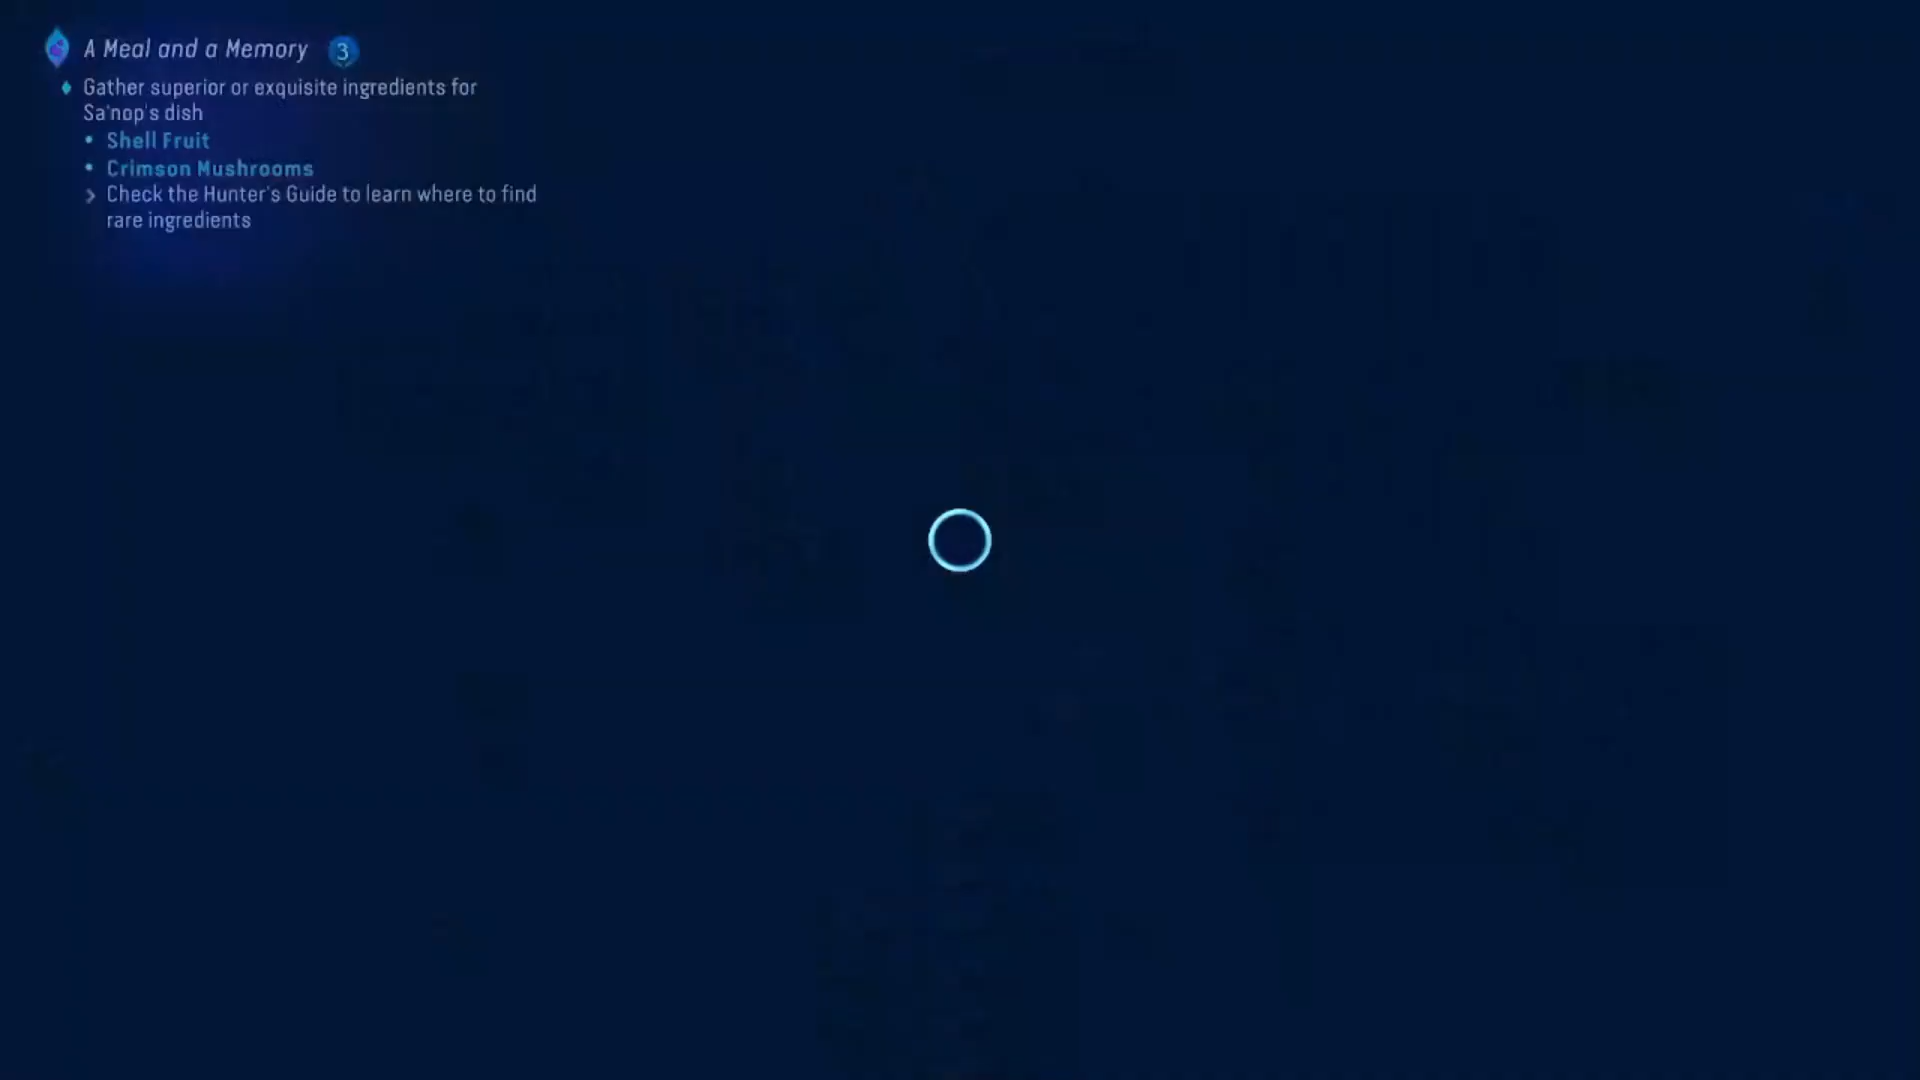 A Meal and a Memory 3
Gather superior or exquisite ingredients for
Sa'nop's dish
• Shell Fruit
• Crimson Mushrooms
> Check the Hunter's Guide to learn where to find
rare ingredients